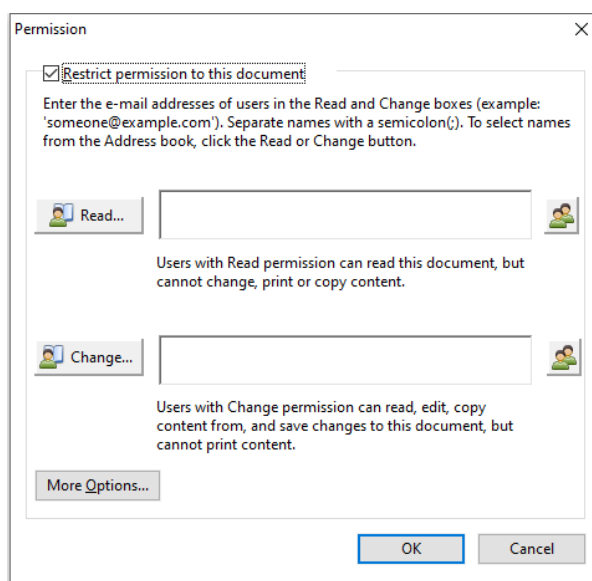 Permission
Restrict permission to this document
Enter the e-mail addresses of users in the Read and Change boxes (example:
'someone@example.com'). Separate names with a semicolon(;). To select names
from the Address book, click the Read or Change button.
Read...
Users with Read permission can read this document, but
cannot change, print or copy content.
Change...
Users with Change permission can read, edit, copy
content from, and save changes to this document, but
cannot print content.
More Options...
OK
Cancel